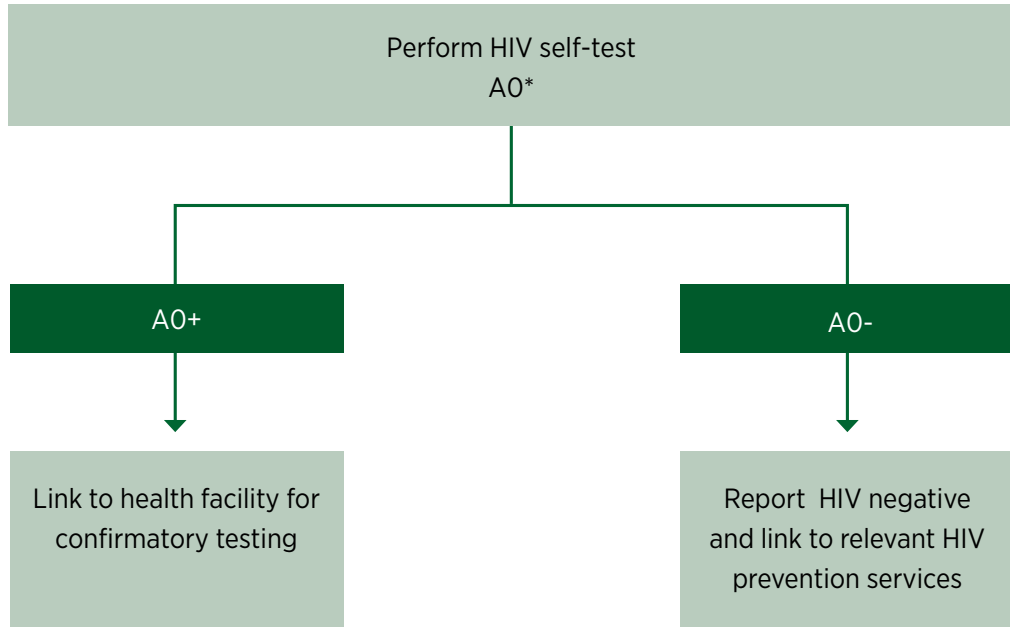 Perform HIV self-test
A0*
A0+
A0-
Link to health facility for
confirmatory testing
Report HIV negative
and link to relevant HIV
prevention services